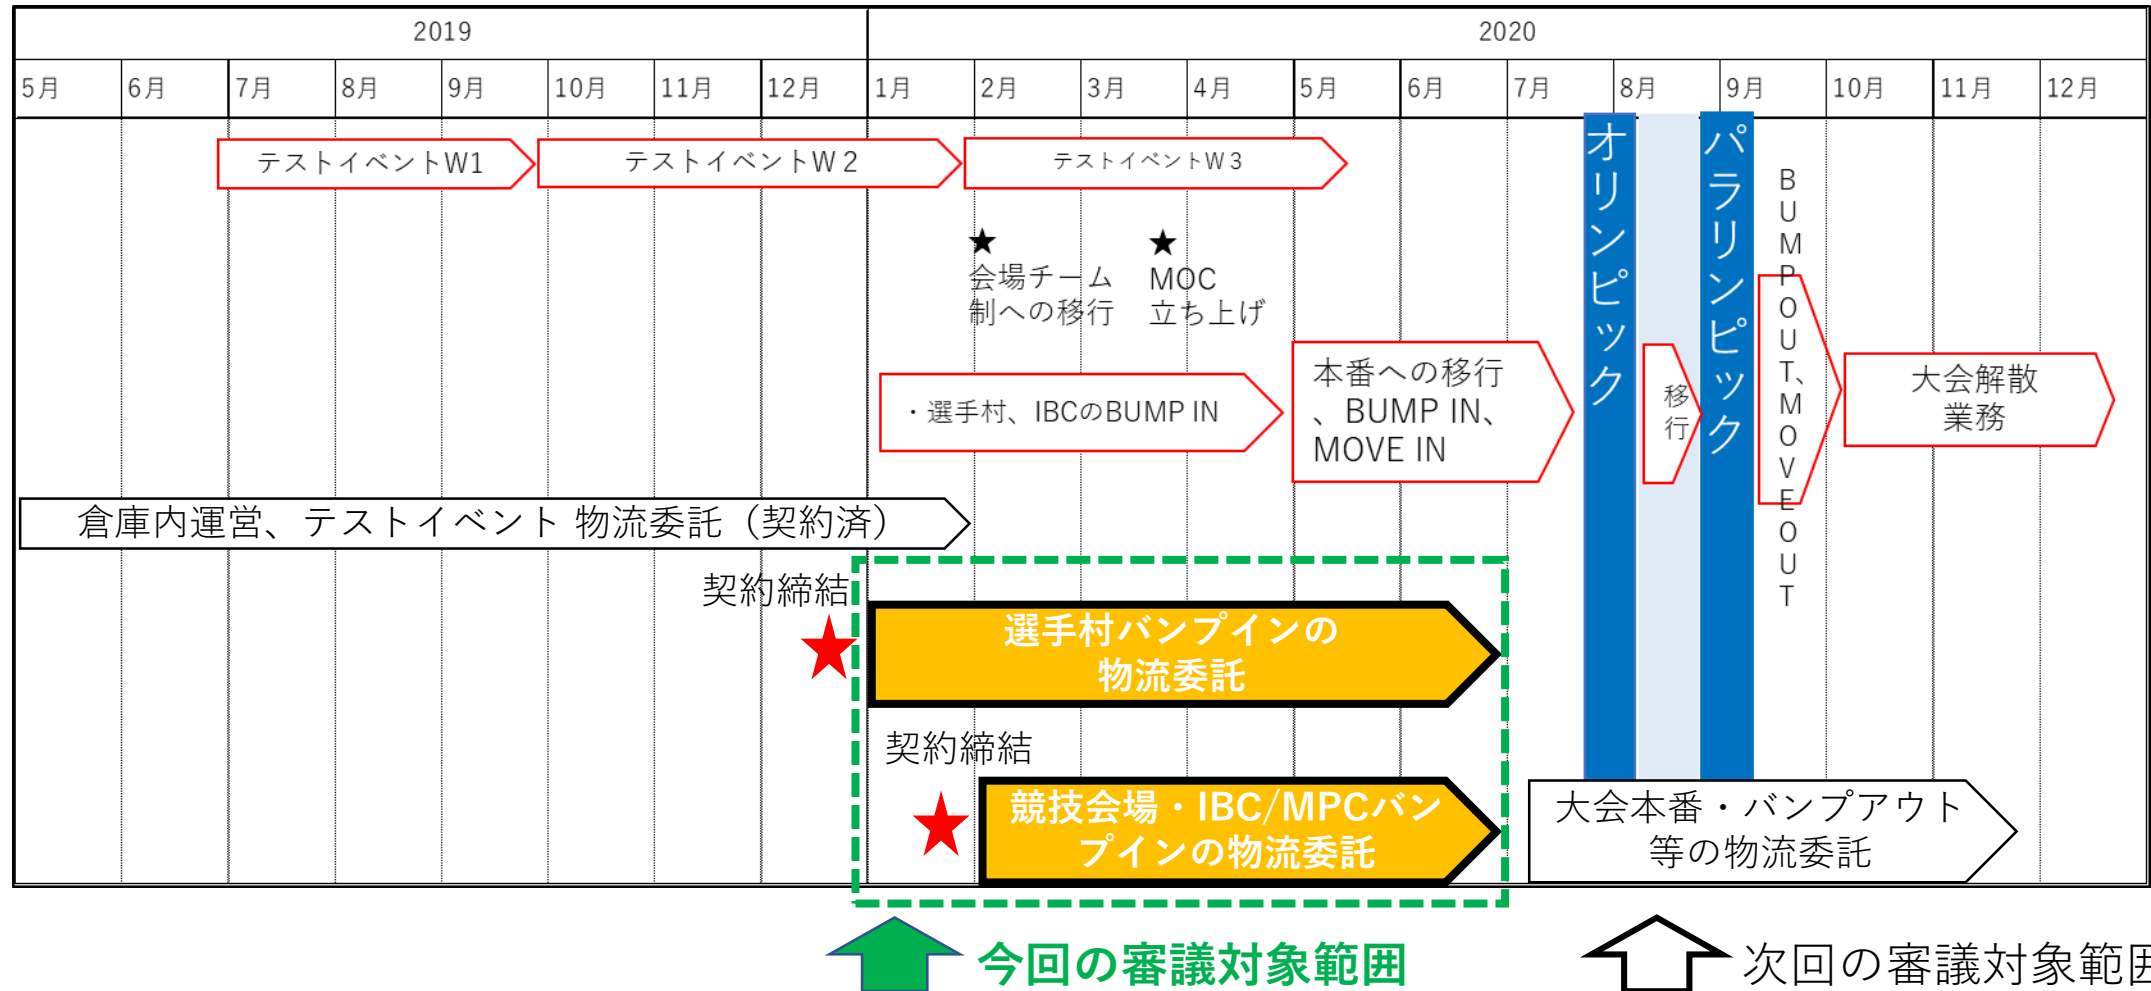 2019
2020
5月 6月 7月 8月 9月 10月 11月 12月 1月 2月 3月 4月 5月 6月 7月 8月 9月 10月 11月 12月
テストイベントW1
テストイベントW２
テストイベントW３
★
会場チーム
制への移行
★
MOC
立ち上げ
・選手村、IBCのBUMP IN
本番への移行
、BUMP IN、
MOVE IN
オリンピック
移行
パラリンピック
BUMPOUT、MOVEOUT
大会解散
業務
倉庫内運営、テストイベント 物流委託（契約済）
契約締結
選手村バンプインの
物流委託
契約締結
競技会場・IBC/MPCバン
プインの物流委託
大会本番・バンプアウト
等の物流委託
今回の審議対象範囲
次回の審議対象範囲